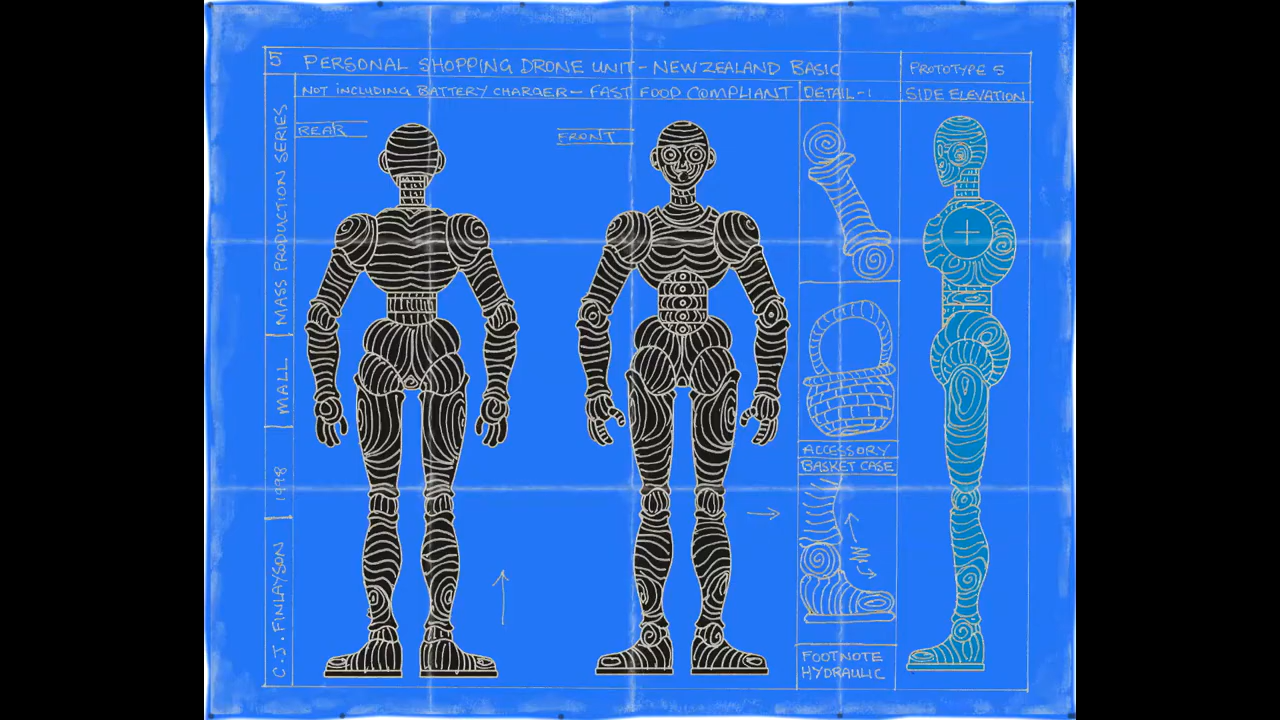 5 PERSONAL SHOPPING DRONE UNIT - NEW ZEALAND BASIC
PROTOTYPE 5
NOT INCLUDING BATTERY CHARGER - FAST FOOD COMPLIANT
DETAIL - 1
SIDE ELEVATION
REAR
FRONT
ACCESSORY
BASKET CASE
FOOTNOTE
HYDRAULIC
C.J. FINLAYSON 1998 MALL MASS PRODUCTION SERIES